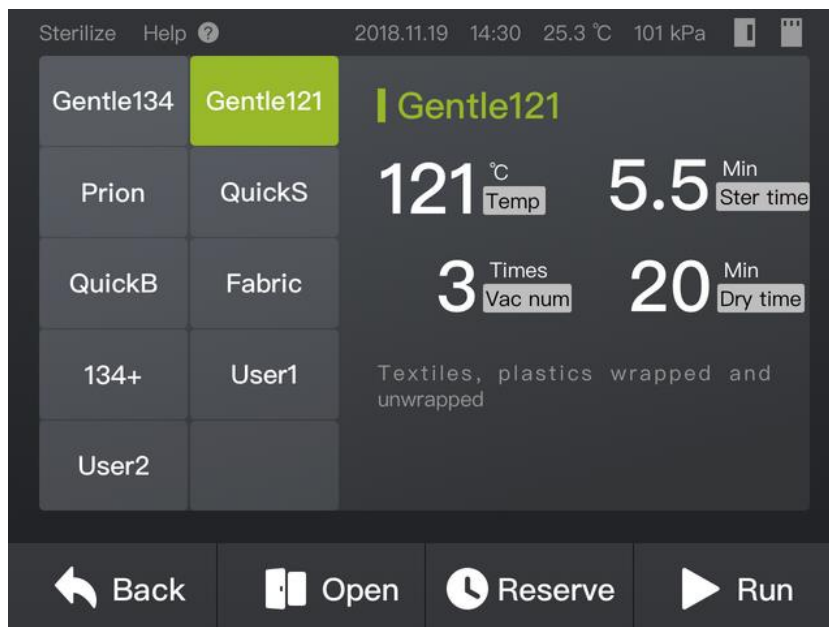 Sterilize Help ? 2018.11.19 14:30 25.3 ℃ 101 kPa
Gentle134 Gentle121
Prion QuickS
QuickB Fabric
134+ User1
User2
Gentle121
121 ℃ Temp 5.5 Min Ster time
3 Times Vac num 20 Min Dry time
Textiles, plastics wrapped and
unwrapped
Back Open Reserve Run